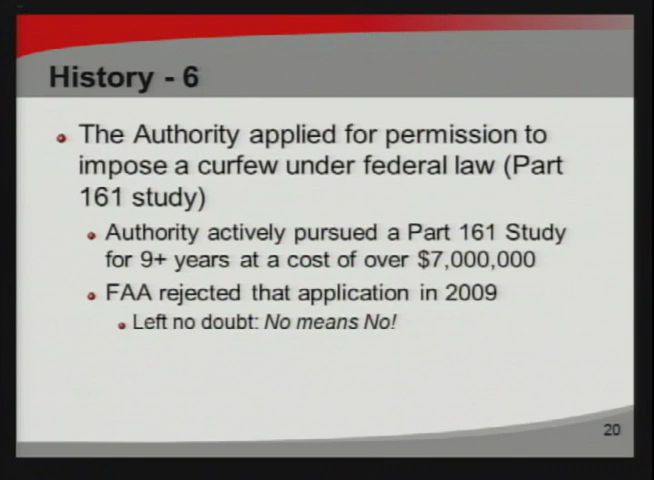 History - 6
The Authority applied for permission to
impose a curfew under federal law (Part
161 study)
Authority actively pursued a Part 161 Study
for 9+ years at a cost of over $7,000,000
FAA rejected that application in 2009
Left no doubt: No means No!
20